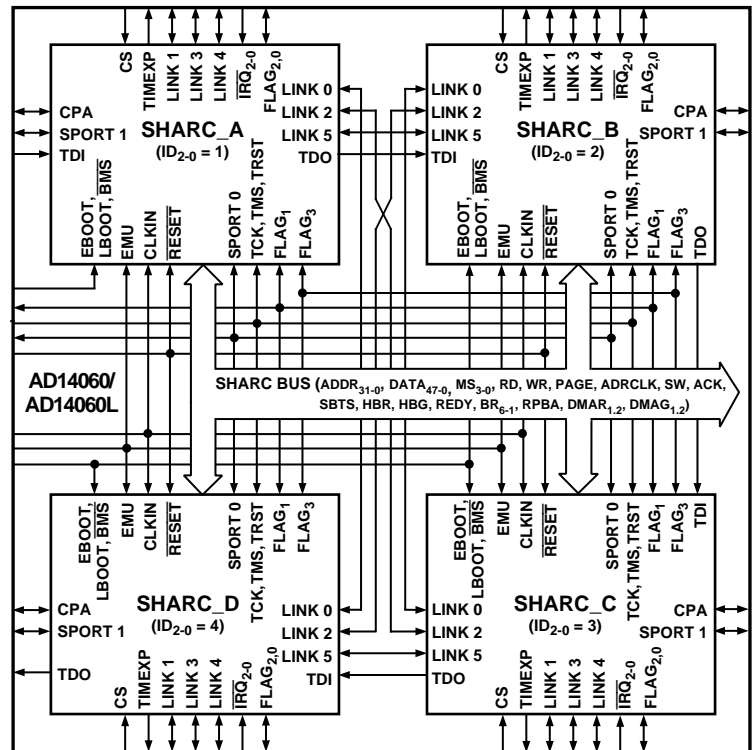 CS
TIMEXP
LINK 1
LINK 3
LINK 4
IRQ2-0
FLAG2,0
CPA
SPORT 1
TDI
SHARC_A
(ID2-0 = 1)
LINK 0
LINK 2
LINK 5
TDO
EBOOT,
LBOOT, BMS
EMU
CLKIN
RESET
SPORT 0
TCK, TMS, TRST
FLAG1
FLAG3
CS
TIMEXP
LINK 1
LINK 3
LINK 4
IRQ2-0
FLAG2,0
LINK 0
LINK 2
LINK 5
TDI
SHARC_B
(ID2-0 = 2)
CPA
SPORT 1
EBOOT,
LBOOT, BMS
EMU
CLKIN
RESET
SPORT 0
TCK, TMS, TRST
FLAG1
FLAG3
TDO
AD14060/
AD14060L
SHARC BUS (ADDR31-0, DATA47-0, MS3-0, RD, WR, PAGE, ADRCLK, SW, ACK,
SBTS, HBR, HBG, REDY, BR6-1, RPBA, DMAR1.2, DMAG1.2)
EBOOT,
LBOOT, BMS
EMU
CLKIN
RESET
SPORT 0
TCK, TMS, TRST
FLAG1
FLAG3
CPA
SPORT 1
TDO
SHARC_D
(ID2-0 = 4)
LINK 0
LINK 2
LINK 5
TDI
CS
TIMEXP
LINK 1
LINK 3
LINK 4
IRQ2-0
FLAG2,0
EBOOT,
LBOOT, BMS
EMU
CLKIN
RESET
SPORT 0
TCK, TMS, TRST
FLAG1
FLAG3
TDI
LINK 0
LINK 2
LINK 5
TDO
SHARC_C
(ID2-0 = 3)
CPA
SPORT 1
CS
TIMEXP
LINK 1
LINK 3
LINK 4
IRQ2-0
FLAG2,0